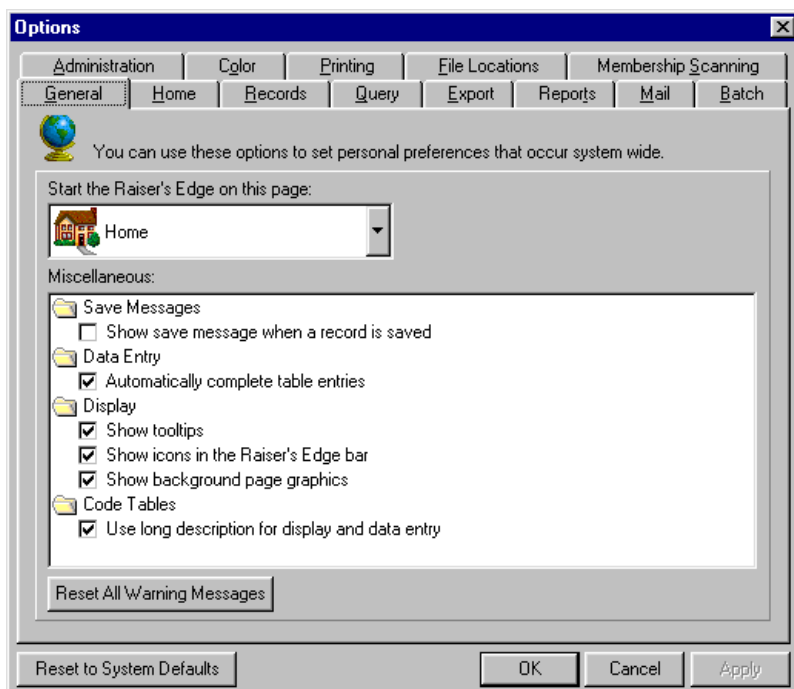 Options
Administration Color Printing File Locations Membership Scanning
General Home Records Query Export Reports Mail Batch
You can use these options to set personal preferences that occur system wide.
Start the Raiser's Edge on this page:
Home
Miscellaneous:
Save Messages
Show save message when a record is saved
Data Entry
Automatically complete table entries
Display
Show tooltips
Show icons in the Raiser's Edge bar
Show background page graphics
Code Tables
Use long description for display and data entry
Reset All Warning Messages
Reset to System Defaults OK Cancel Apply